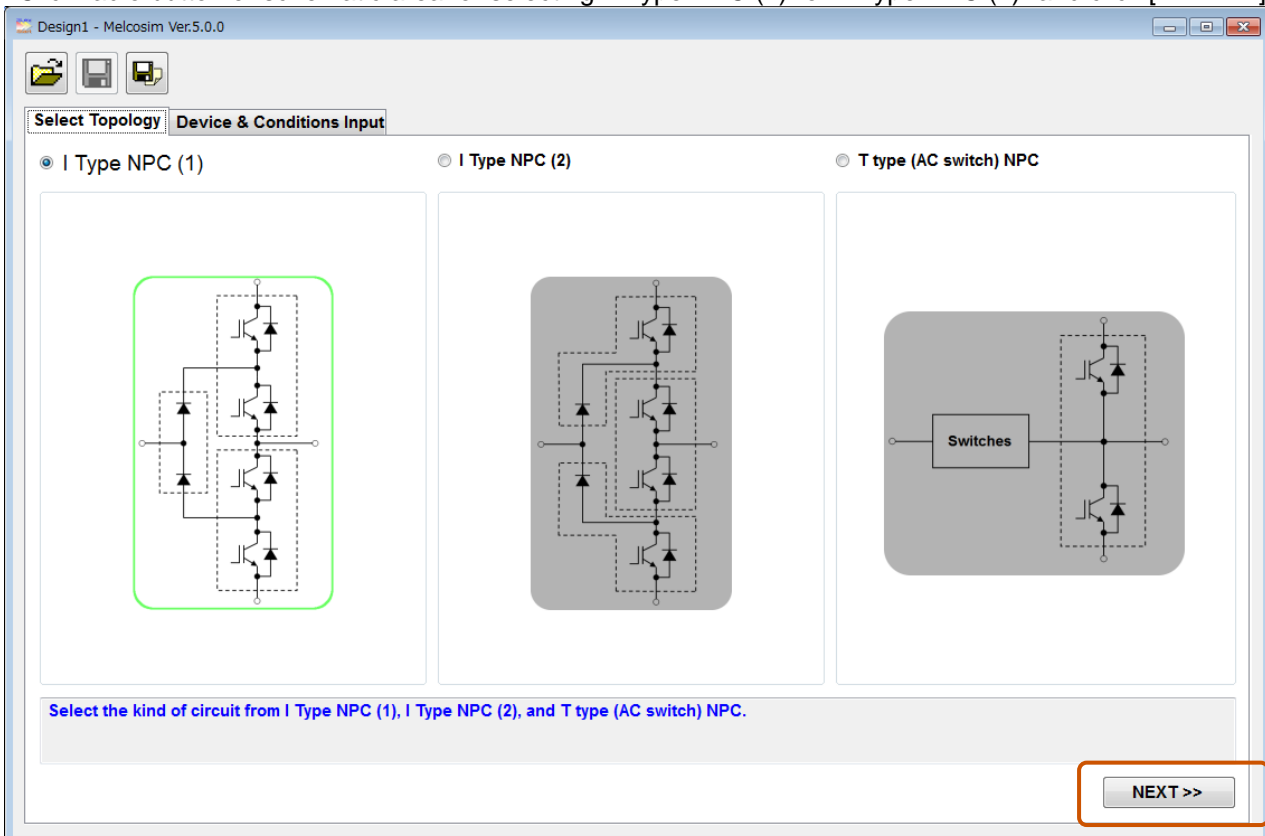 Design1 - Melcosim Ver.5.0.0
Select Topology Device & Conditions Input
I Type NPC (1) I Type NPC (2) T type (AC switch) NPC
Switches
Select the kind of circuit from I Type NPC (1), I Type NPC (2), and T type (AC switch) NPC.
NEXT >>